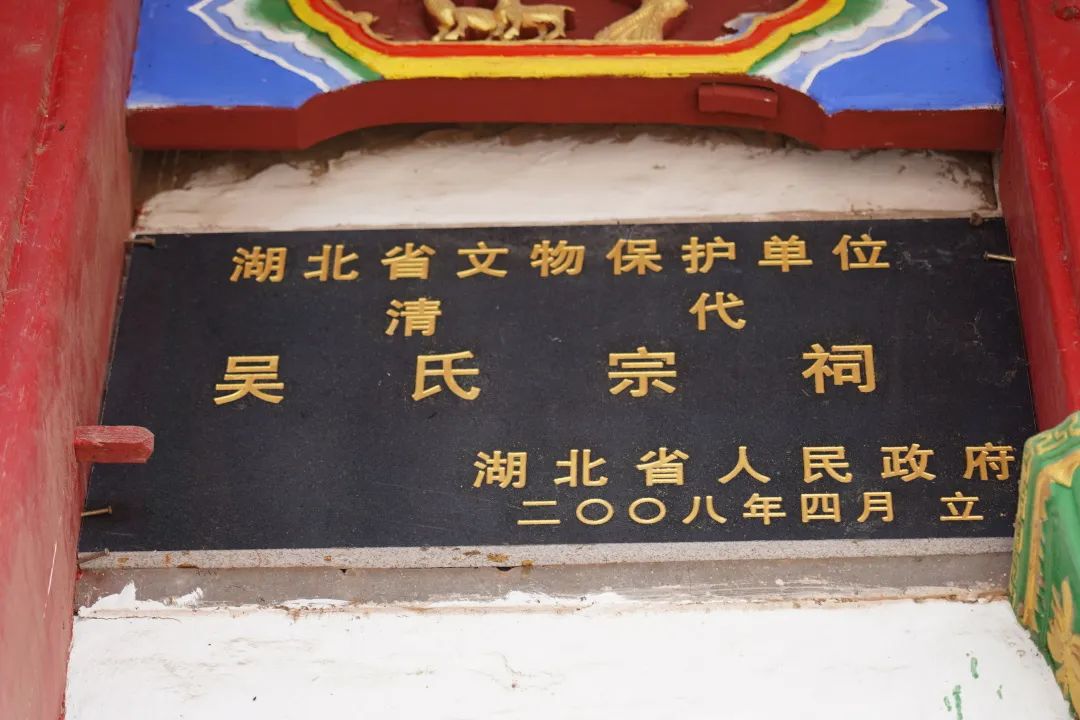 湖北省文物保护单位
清代
吴氏宗祠
湖北省人民政府
二〇〇八年四月 立